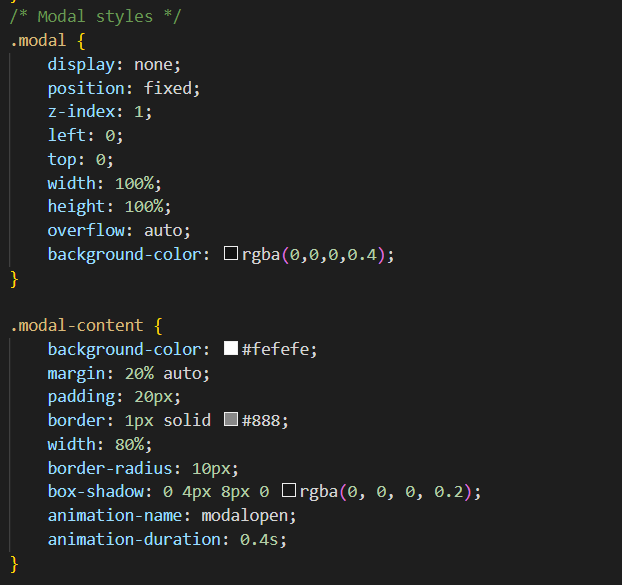 /* Modal styles */
.modal {
    display: none;
    position: fixed;
    z-index: 1;
    left: 0;
    top: 0;
    width: 100%;
    height: 100%;
    overflow: auto;
    background-color: rgba(0,0,0,0.4);
}

.modal-content {
    background-color: #fefefe;
    margin: 20% auto;
    padding: 20px;
    border: 1px solid #888;
    width: 80%;
    border-radius: 10px;
    box-shadow: 0 4px 8px 0 rgba(0, 0, 0, 0.2);
    animation-name: modalopen;
    animation-duration: 0.4s;
}